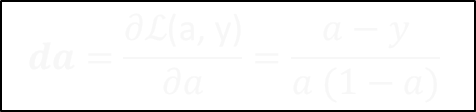 da = ∂ℒ(a, y) / ∂a = a − y / a (1 − a)